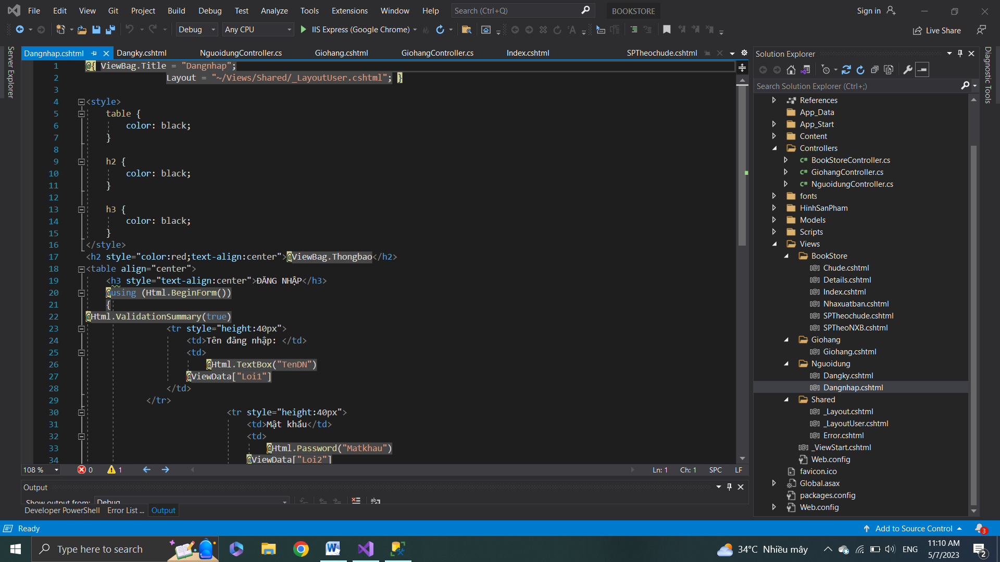 File Edit View Git Project Build Debug Test Analyze Tools Extensions Window Help Search (Ctrl+Q) BOOKSTORE Sign in
Debug Any CPU IIS Express (Google Chrome) Live Share
Server Explorer
Dangnhap.cshtml Dangky.cshtml NguoidungController.cs Giohang.cshtml GiohangController.cs Index.cshtml SPTheochude.cshtml
1 @{ ViewBag.Title = "Dangnhap";
2 Layout = "~/Views/Shared/_LayoutUser.cshtml"; }
3
4 <style>
5 table {
6 color: black;
7 }
8
9 h2 {
10 color: black;
11 }
12
13 h3 {
14 color: black;
15 }
16 </style>
17 <h2 style="color:red;text-align:center">@ViewBag.Thongbao</h2>
18 <table align="center">
19 <h3 style="text-align:center">ĐĂNG NHẬP</h3>
20 @using (Html.BeginForm())
21 {
22 @Html.ValidationSummary(true)
23 <tr style="height:40px">
24 <td>Tên đăng nhập: </td>
25 <td>
26 @Html.TextBox("TenDN")
27 @ViewData["Loi1"]
28 </td>
29 </tr>
30 <tr style="height:40px">
31 <td>Mật khẩu</td>
32 <td>
33 @Html.Password("Matkhau")
34 @ViewData["Loi2"]
108 % 0 1 Ln: 1 Ch: 1 SPC LF
Output
Show output from: Debug
Developer PowerShell Error List ... Output
Solution Explorer
Search Solution Explorer (Ctrl+;)
References
App_Data
App_Start
Content
Controllers
C# BookStoreController.cs
C# GiohangController.cs
C# NguoidungController.cs
fonts
HinhSanPham
Models
Scripts
Views
BookStore
[@] Chude.cshtml
[@] Details.cshtml
[@] Index.cshtml
[@] Nhaxuatban.cshtml
[@] SPTheochude.cshtml
[@] SPTheoNXB.cshtml
Giohang
[@] Giohang.cshtml
Nguoidung
[@] Dangky.cshtml
[@] Dangnhap.cshtml
Shared
[@] _Layout.cshtml
[@] _LayoutUser.cshtml
[@] Error.cshtml
[@] _ViewStart.cshtml
Web.config
favicon.ico
Global.asax
packages.config
Web.config
Diagnostic Tools
Ready Add to Source Control 3
Type here to search 34°C Nhiều mây ENG 11:10 AM
5/7/2023 2